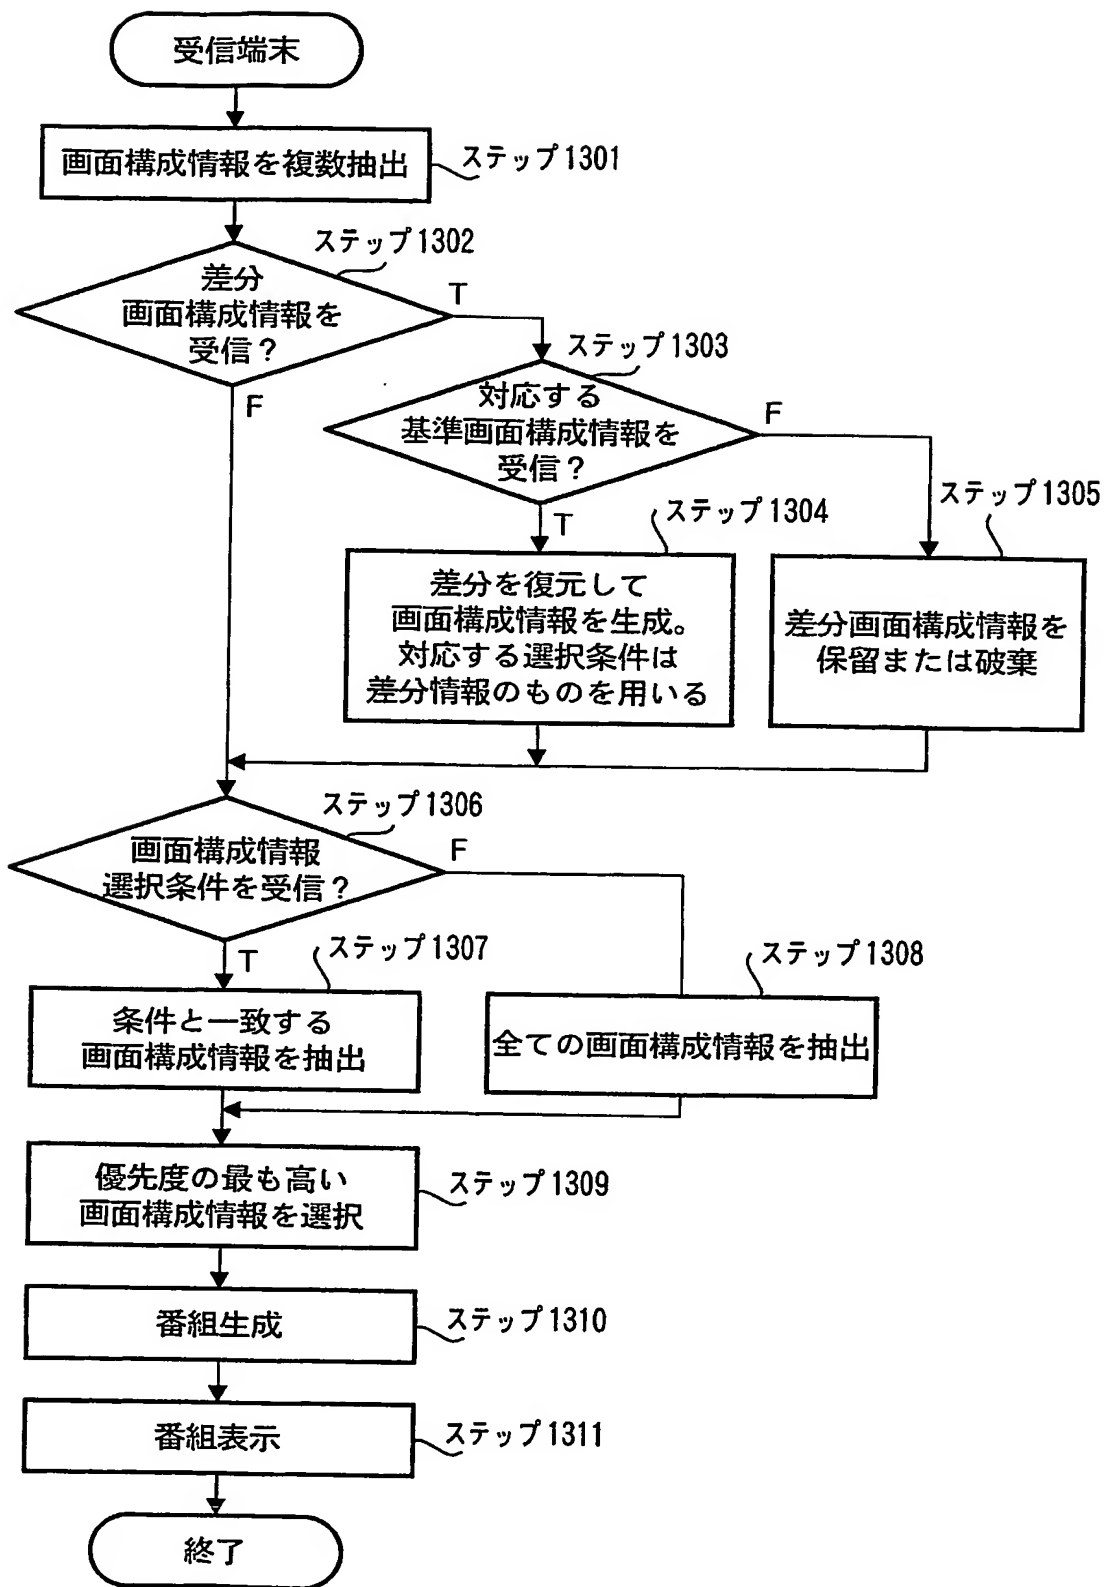 受信端末
画面構成情報を複数抽出
ステップ1301
ステップ1302
差分
画面構成情報を
受信？
T
F
ステップ1303
対応する
基準画面構成情報を
受信？
F
T
ステップ1304
差分を復元して
画面構成情報を生成。
対応する選択条件は
差分情報のものを用いる
ステップ1305
差分画面構成情報を
保留または破棄
ステップ1306
画面構成情報
選択条件を受信？
F
T
ステップ1307
条件と一致する
画面構成情報を抽出
ステップ1308
全ての画面構成情報を抽出
優先度の最も高い
画面構成情報を選択
ステップ1309
番組生成
ステップ1310
番組表示
ステップ1311
終了